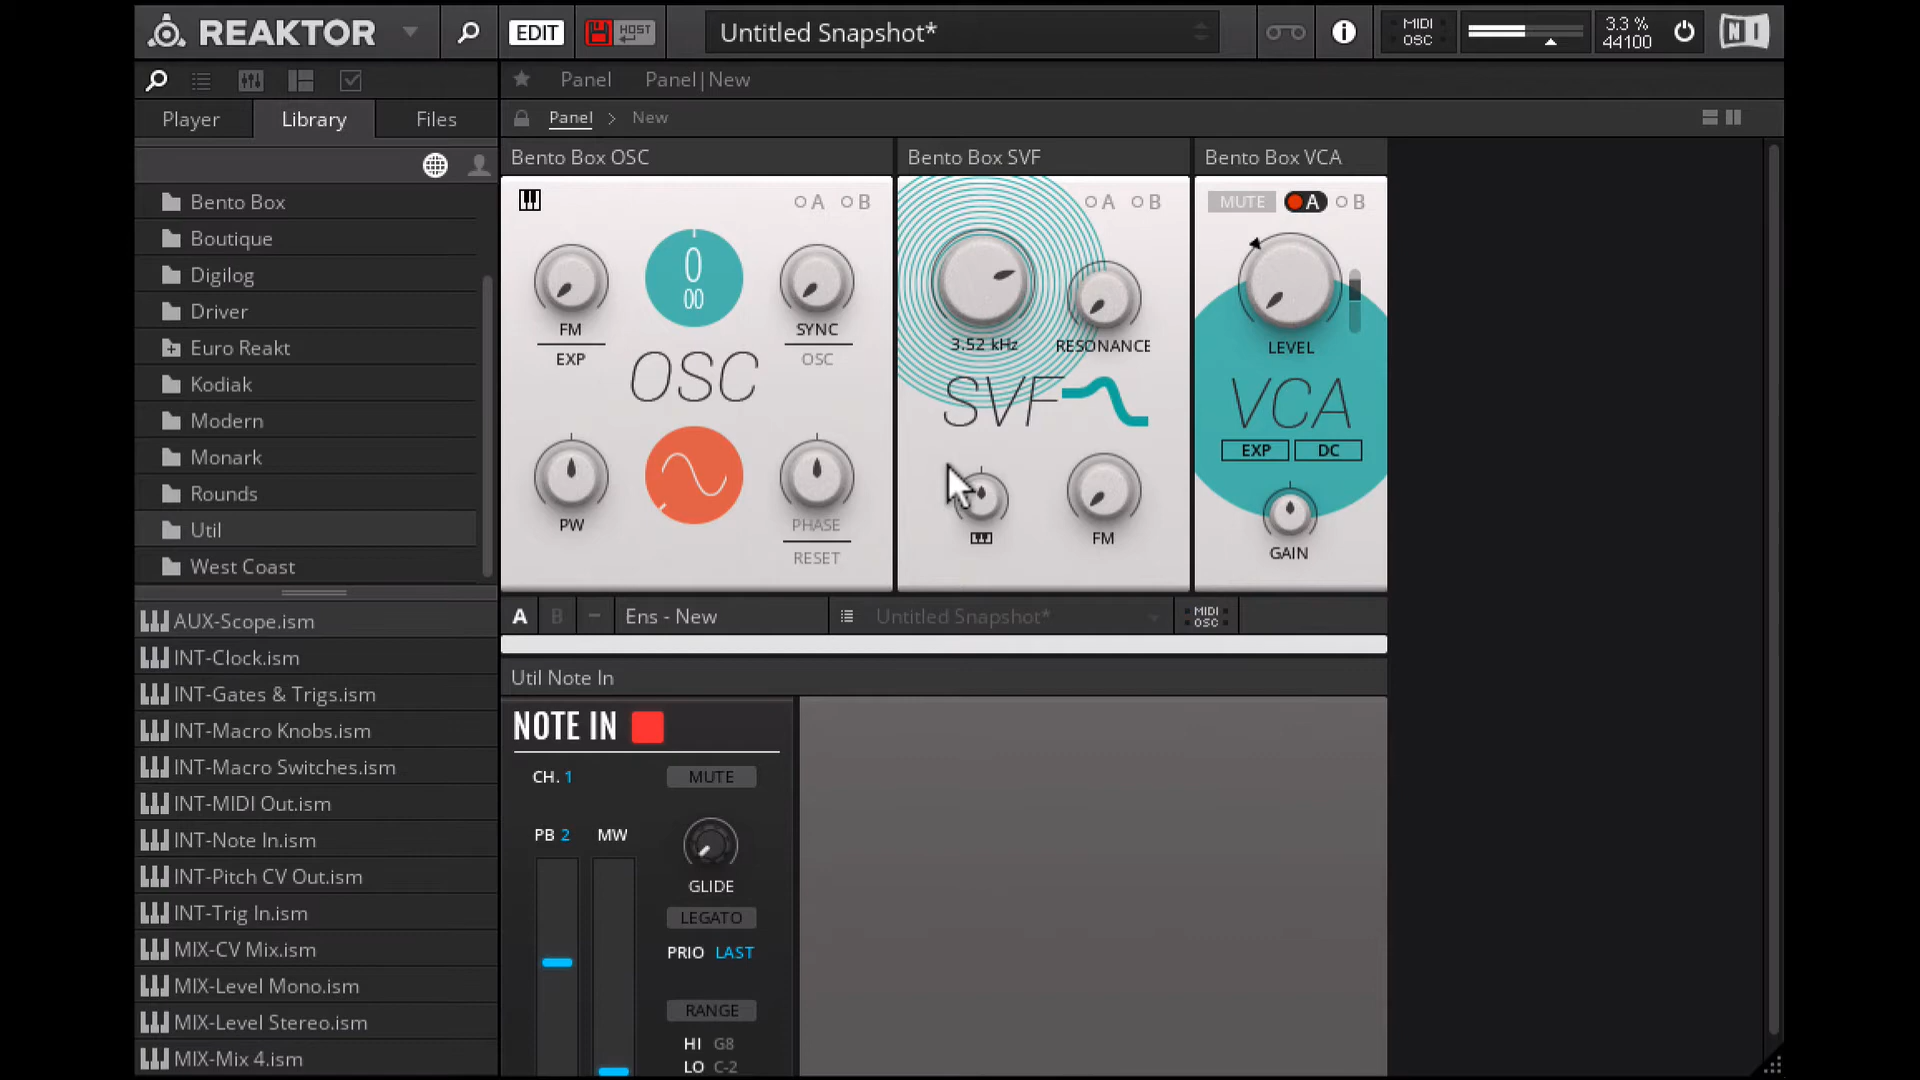 REAKTOR
EDIT
HOST
Untitled Snapshot*
MIDI
OSC
3.3 %
44100
NI
Panel
Panel|New
Player
Library
Files
Panel > New
Bento Box
Boutique
Digilog
Driver
Euro Reakt
Kodiak
Modern
Monark
Rounds
Util
West Coast
AUX-Scope.ism
INT-Clock.ism
INT-Gates & Trigs.ism
INT-Macro Knobs.ism
INT-Macro Switches.ism
INT-MIDI Out.ism
INT-Note In.ism
INT-Pitch CV Out.ism
INT-Trig In.ism
MIX-CV Mix.ism
MIX-Level Mono.ism
MIX-Level Stereo.ism
MIX-Mix 4.ism
Bento Box OSC
A B
0
00
FM
EXP
SYNC
OSC
OSC
PW
PHASE
RESET
Bento Box SVF
A B
3.52 kHz
RESONANCE
SVF
FM
Bento Box VCA
MUTE A B
LEVEL
VCA
EXP DC
GAIN
A B Ens - New
Untitled Snapshot*
MIDI
OSC
Util Note In
NOTE IN
CH. 1 MUTE
PB 2 MW
GLIDE
LEGATO
PRIO LAST
RANGE
HI G8
LO C-2